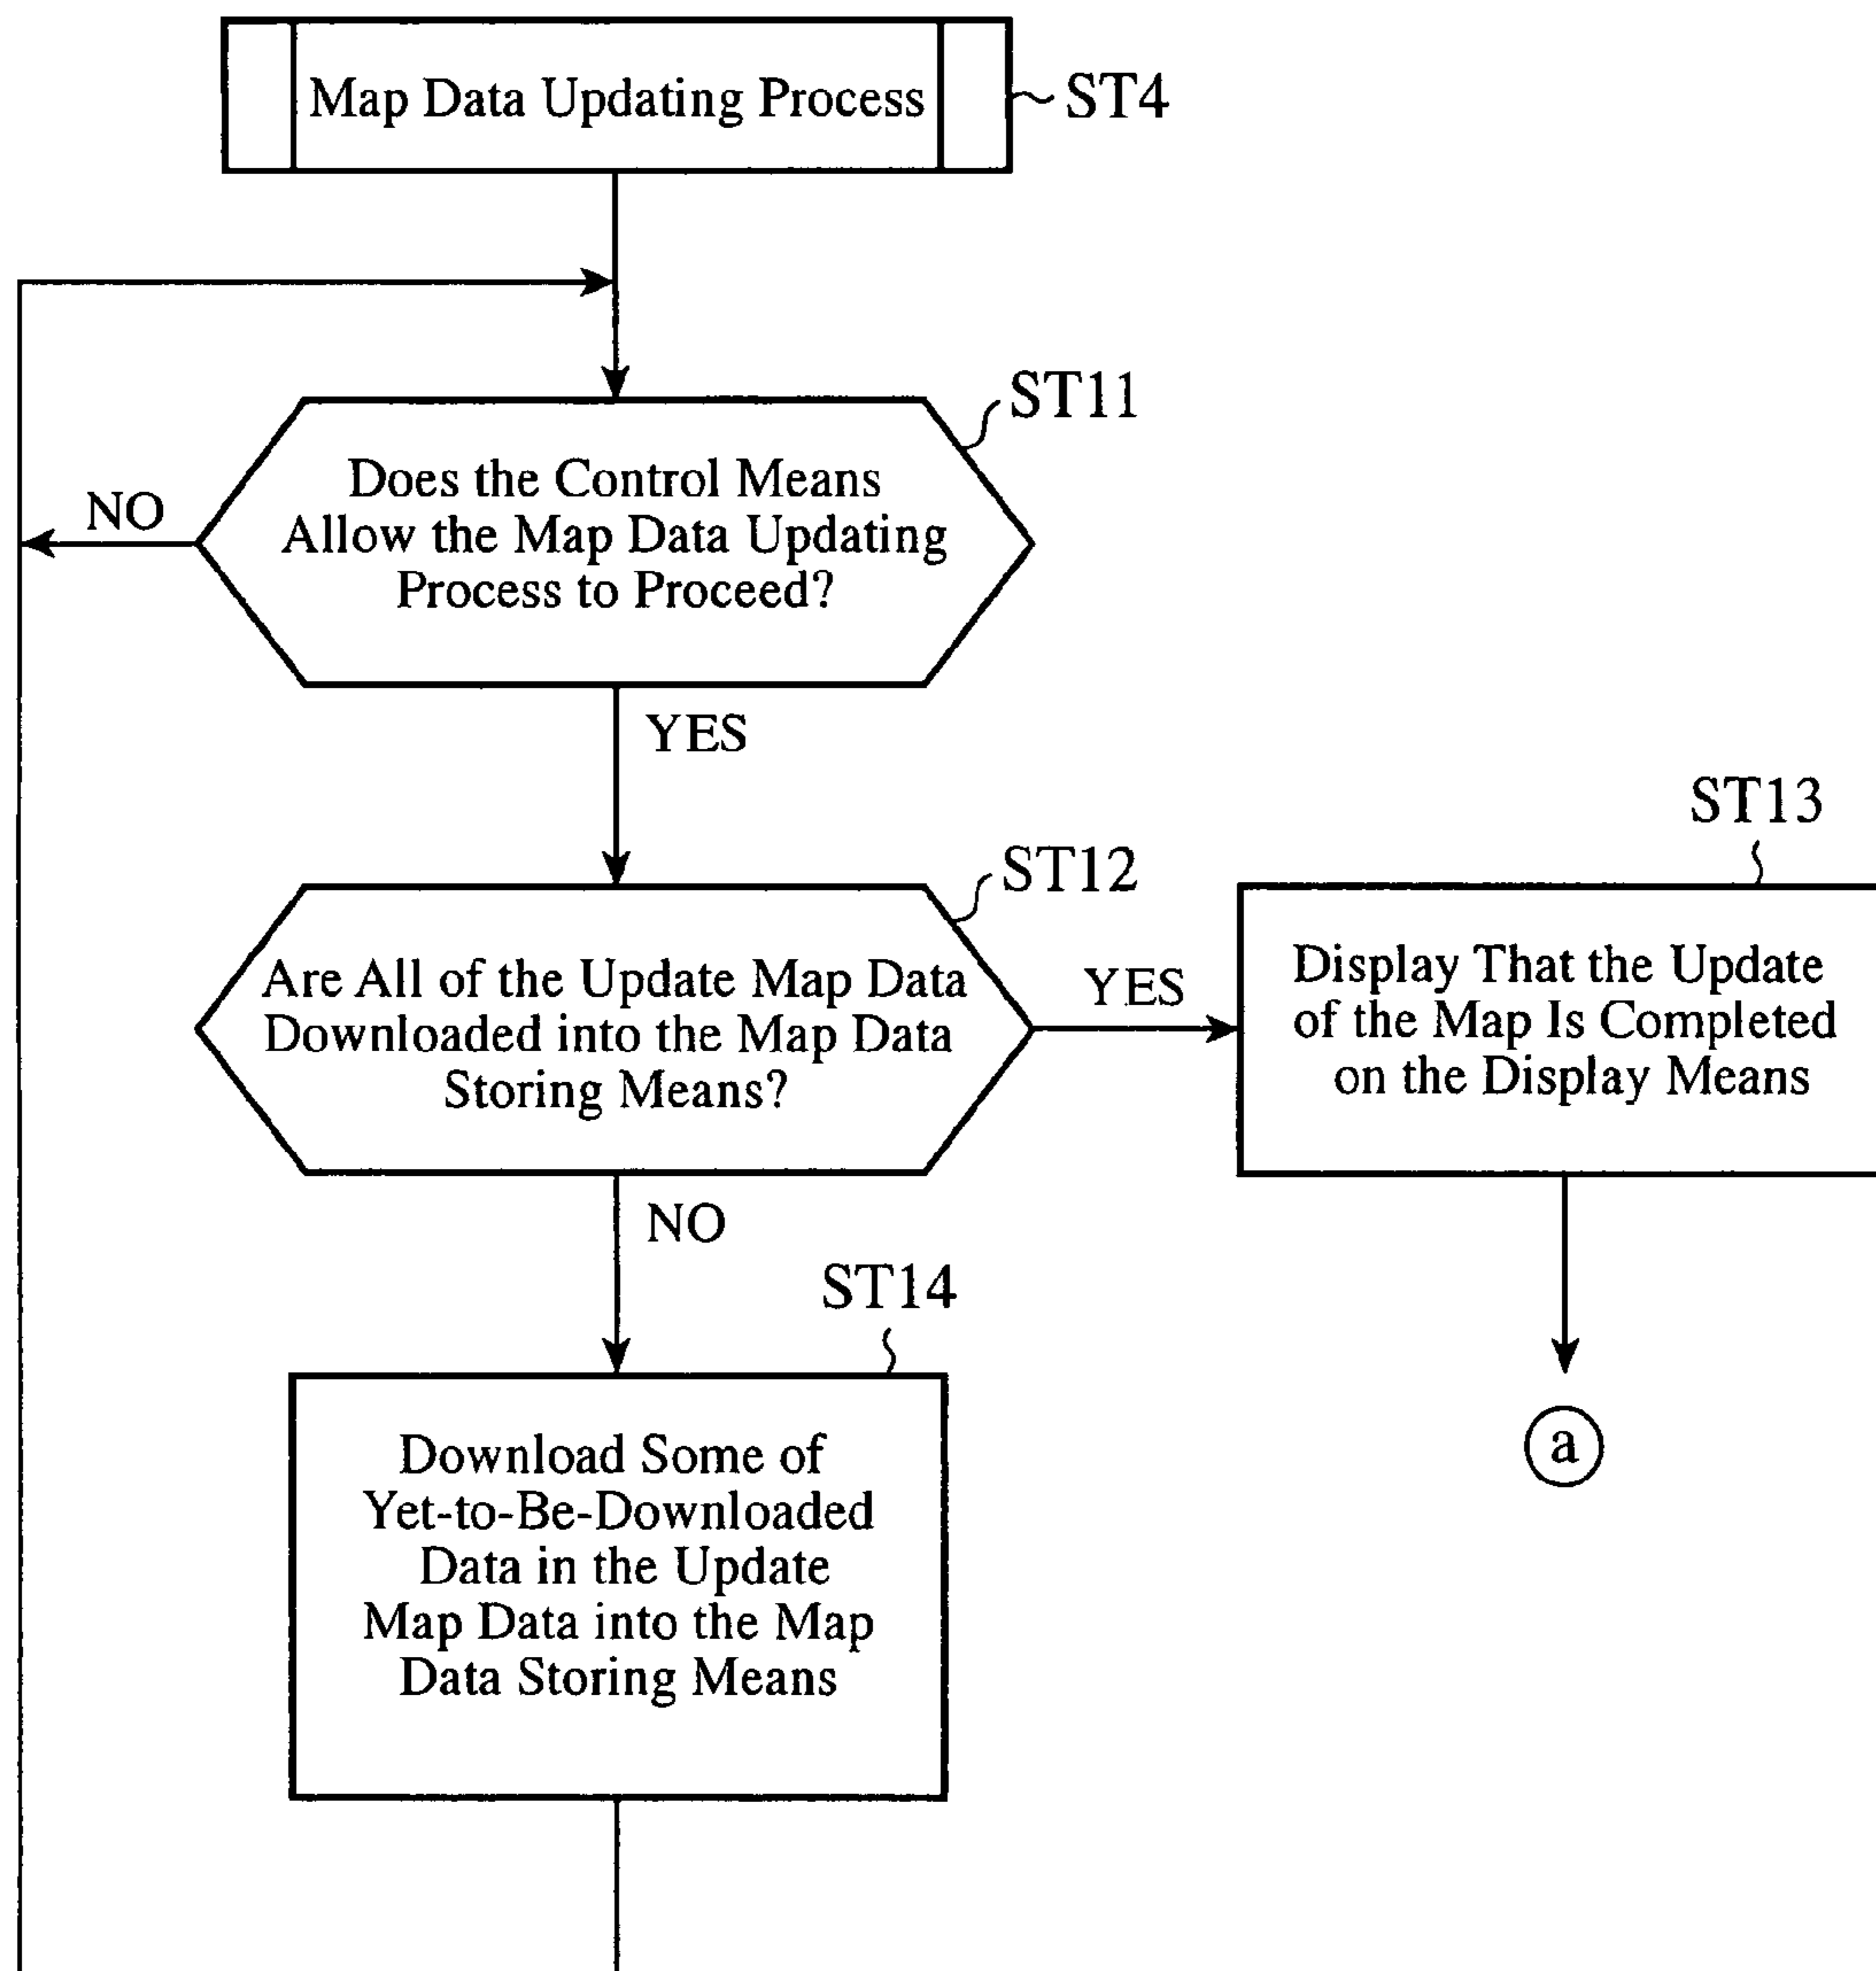 Map Data Updating Process
ST4
ST11
Does the Control Means
Allow the Map Data Updating
Process to Proceed?
NO
YES
ST12
Are All of the Update Map Data
Downloaded into the Map Data
Storing Means?
YES
ST13
Display That the Update
of the Map Is Completed
on the Display Means
NO
ST14
Download Some of
Yet-to-Be-Downloaded
Data in the Update
Map Data into the Map
Data Storing Means
a